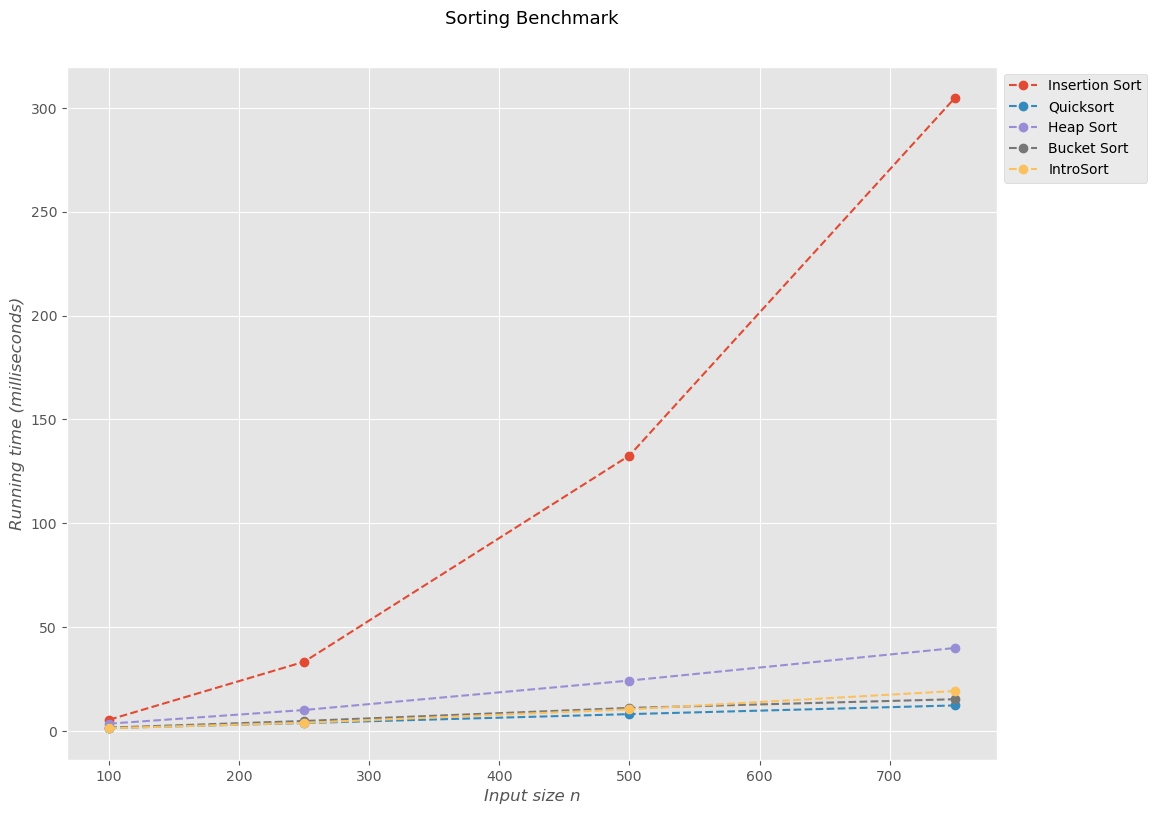 Sorting Benchmark
300
250
200
150
100
50
0
Running time (milliseconds)
100
200
300
400
500
600
700
Input size n
Insertion Sort
Quicksort
Heap Sort
Bucket Sort
IntroSort